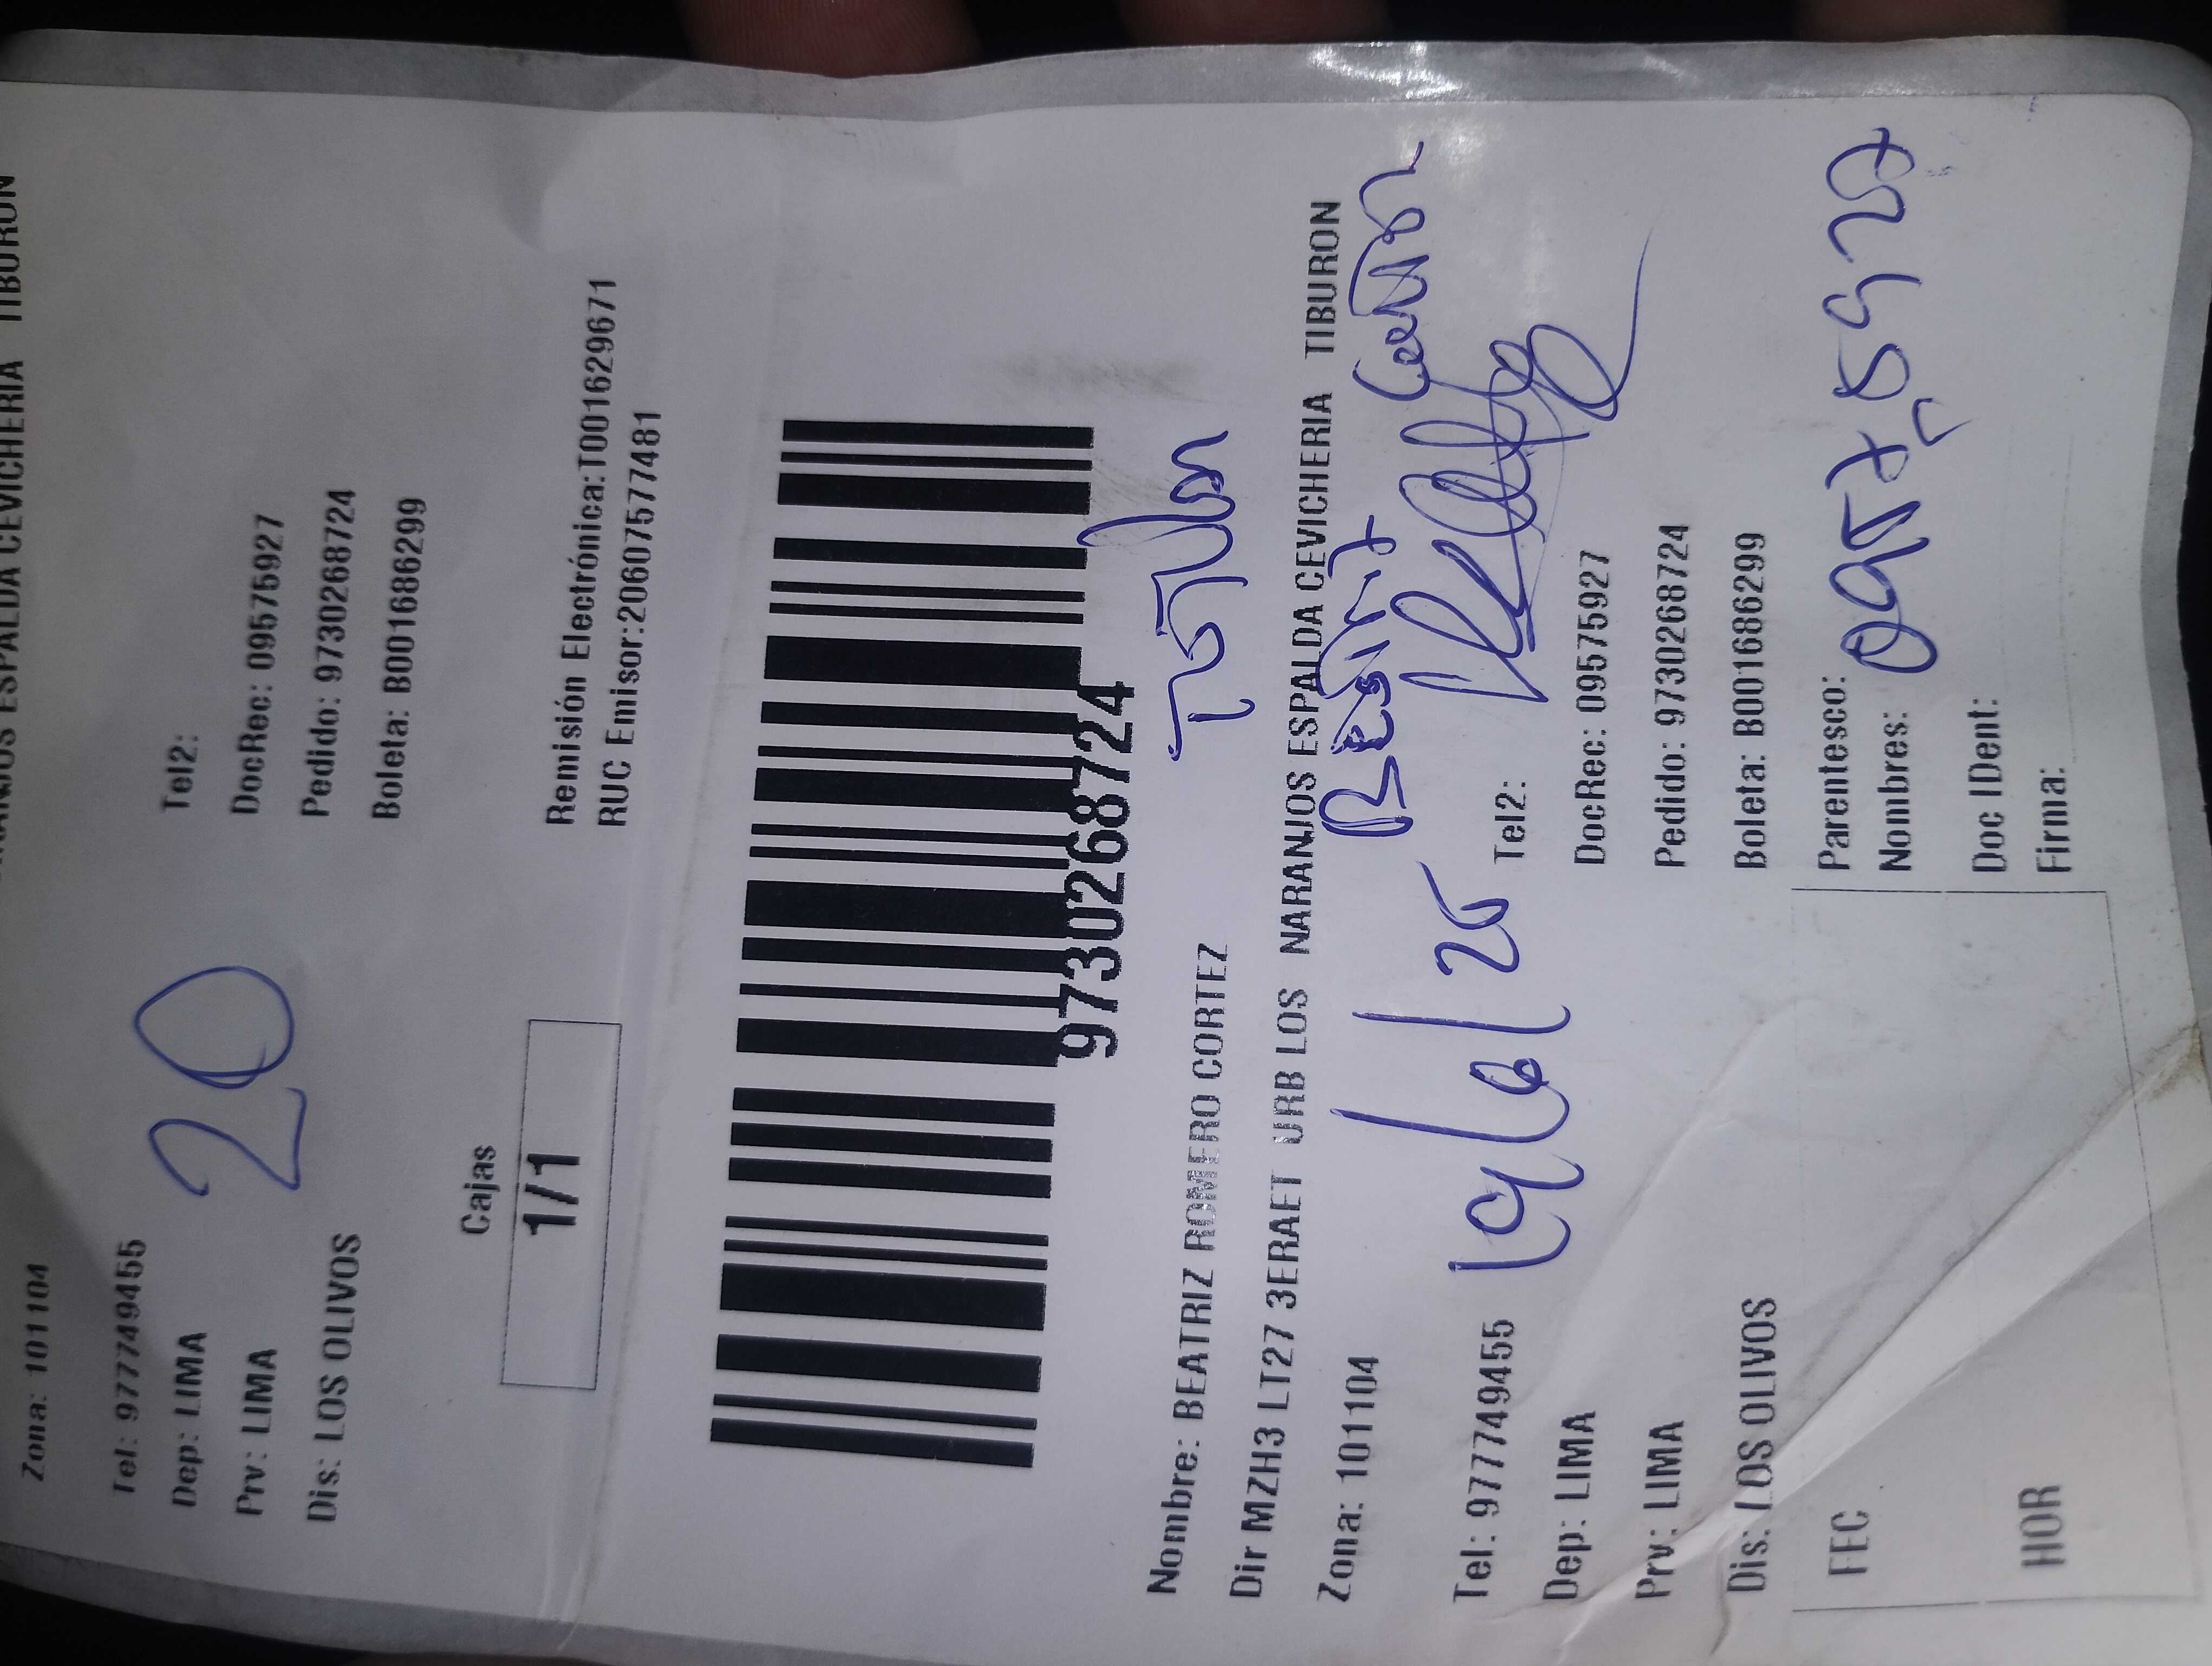 NARANJOS ESPALDA CEVICHERIA TIBURON
Zona: 101104
Tel: 977749455
Tel2:
Dep: LIMA
DocRec: 09575927
Prv: LIMA
Pedido: 9730268724
Dis: LOS OLIVOS
Boleta: B001686299
20
Cajas
1/1
Remisión Electrónica:T001629671
RUC Emisor:20607577481
9730268724
Nombre: BEATRIZ ROMERO CORTEZ
Titular
Dir MZH3 LT27 3ERAET URB LOS NARANJOS ESPALDA CEVICHERIA TIBURON
Zona: 101104
Beatriz
Tel: 977749455
Tel2:
Dep: LIMA
DocRec: 09575927
Prv: LIMA
Pedido: 9730268724
Dis: LOS OLIVOS
Boleta: B001686299
FEC
Parentesco:
Nombres: 09575927
HOR
Doc IDent:
Firma: